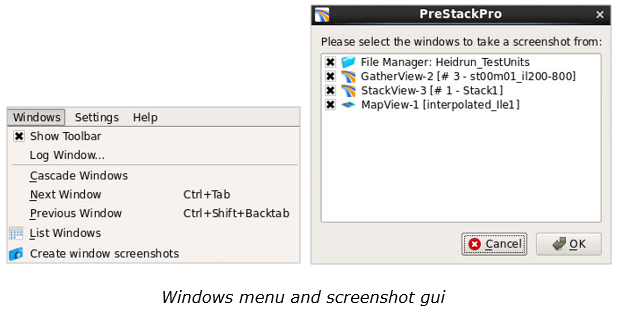 Windows Settings Help
Show Toolbar
Log Window...
Cascade Windows
Next Window Ctrl+Tab
Previous Window Ctrl+Shift+Backtab
List Windows
Create window screenshots
PreStackPro
Please select the windows to take a screenshot from:
File Manager: Heidrun_TestUnits
GatherView-2 [# 3 - st00m01_il200-800]
StackView-3 [# 1 - Stack1]
MapView-1 [interpolated_Ile1]
Cancel OK
Windows menu and screenshot gui